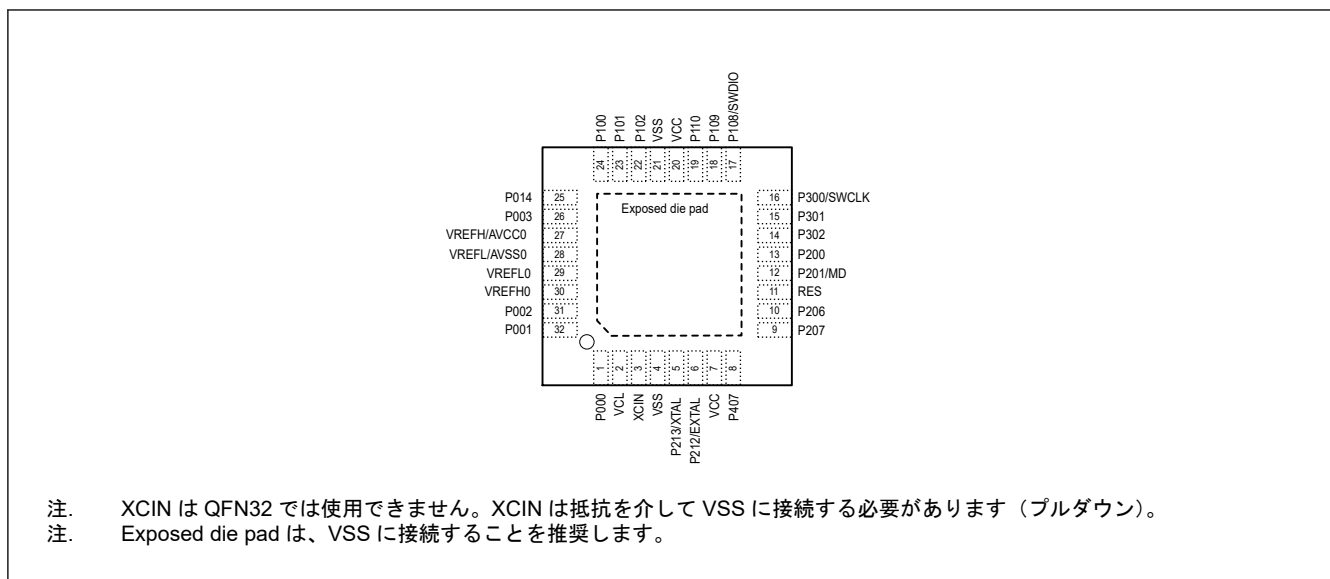 P100
P101
P102
VSS
VCC
P110
P109
P108/SWDIO
24
23
22
21
20
19
18
17
P014 25
P003 26
VREFH/AVCC0 27
VREFL/AVSS0 28
VREFL0 29
VREFH0 30
P002 31
P001 32
Exposed die pad
16 P300/SWCLK
15 P301
14 P302
13 P200
12 P201/MD
11 RES
10 P206
9 P207
1
2
3
4
5
6
7
8
P000
VCL
XCIN
VSS
P213/XTAL
P212/EXTAL
VCC
P407
注. XCIN は QFN32 では使用できません。XCIN は抵抗を介して VSS に接続する必要があります（プルダウン）。
注. Exposed die pad は、VSS に接続することを推奨します。